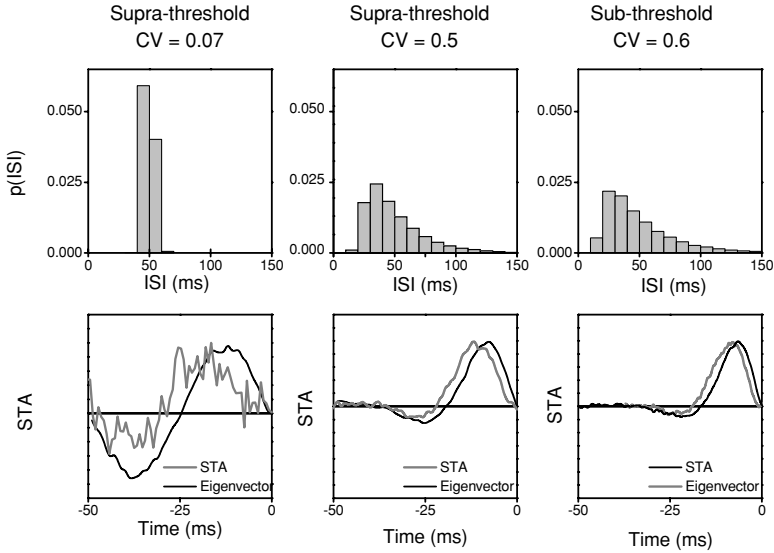 Supra-threshold
CV = 0.07
Supra-threshold
CV = 0.5
Sub-threshold
CV = 0.6
p(ISI)
0.050
0.025
0.000
0 50 100 150
ISI (ms)
0.050
0.025
0.000
0 50 100 150
ISI (ms)
0.050
0.025
0.000
0 50 100 150
ISI (ms)
STA
STA
Eigenvector
-50 -25 0
Time (ms)
STA
STA
Eigenvector
-50 -25 0
Time (ms)
STA
STA
Eigenvector
-50 -25 0
Time (ms)